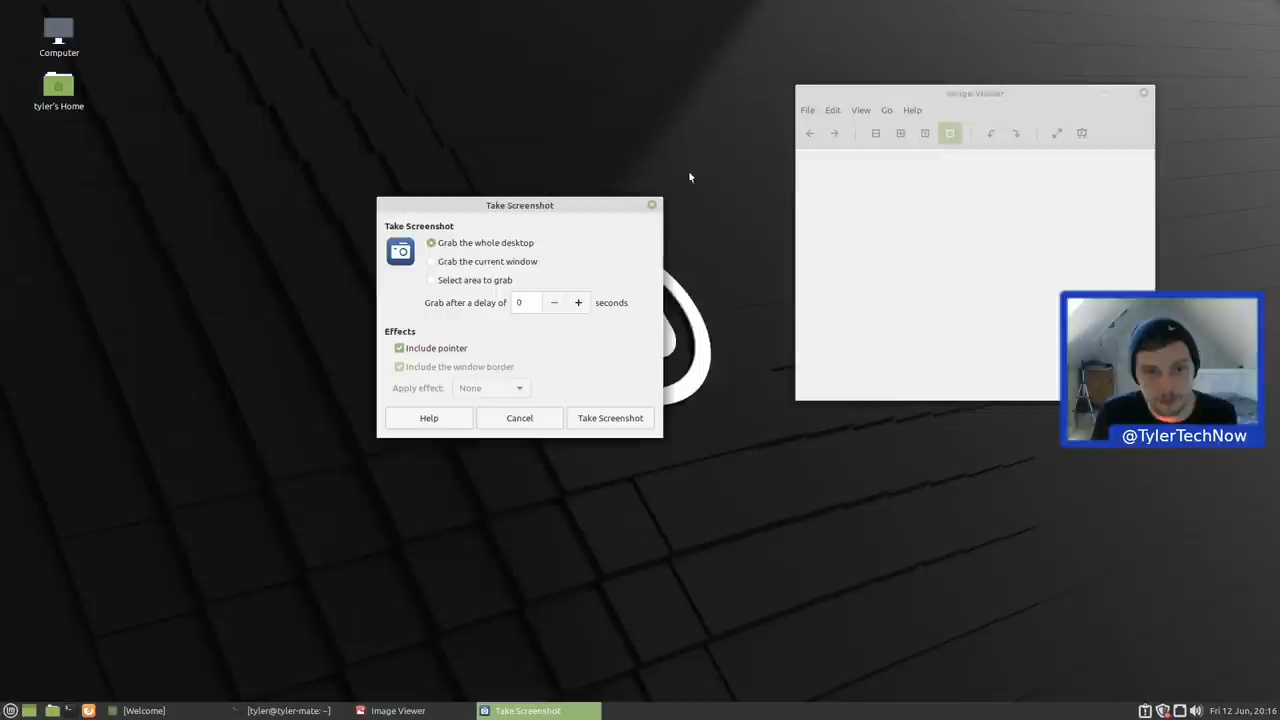 Computer
tyler's Home
Image Viewer
File Edit View Go Help
Take Screenshot
Take Screenshot
Grab the whole desktop
Grab the current window
Select area to grab
Grab after a delay of 0 − + seconds
Effects
Include pointer
Include the window border
Apply effect: None
Help Cancel Take Screenshot
@TylerTechNow
[Welcome] [tyler@tyler-mate: ~] Image Viewer Take Screenshot Fri 12 Jun, 20:16